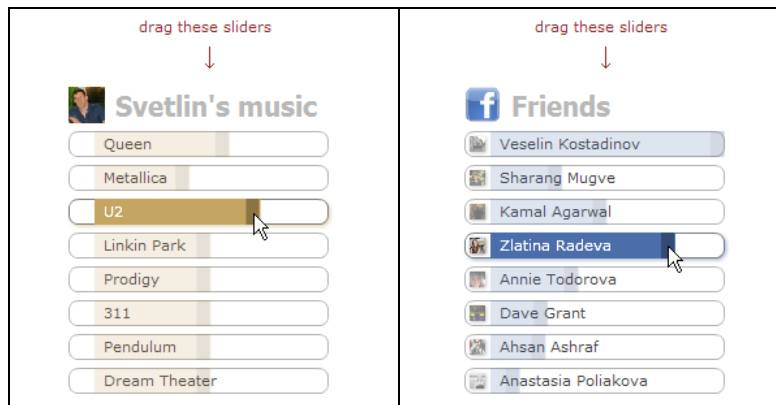 drag these sliders
Svetlin's music
Queen
Metallica
U2
Linkin Park
Prodigy
311
Pendulum
Dream Theater
drag these sliders
f Friends
Veselin Kostadinov
Sharang Mugve
Kamal Agarwal
Zlatina Radeva
Annie Todorova
Dave Grant
Ahsan Ashraf
Anastasia Poliakova